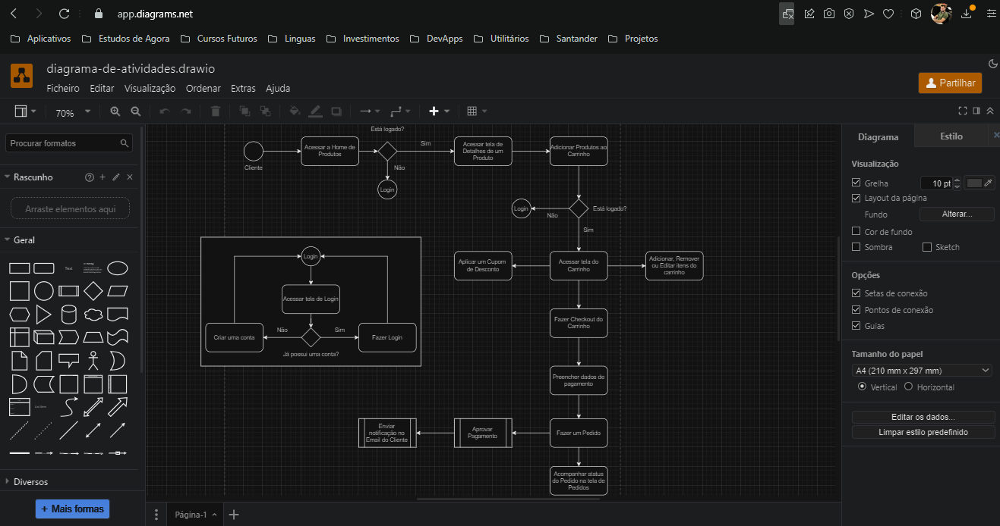 app.diagrams.net
Aplicativos
Estudos de Agora
Cursos Futuros
Linguas
Investimentos
DevApps
Utilitários
Santander
Projetos
diagrama-de-atividades.drawio
Ficheiro
Editar
Visualização
Ordenar
Extras
Ajuda
Partilhar
70%
Procurar formatos
Rascunho
Arraste elementos aqui
Geral
Text
Heading
List Item
Diversos
+ Mais formas
Cliente
Acessar a Home de
Produtos
Está logado?
Sim
Não
Login
Acessar tela de
Detalhes de um
Produto
Adicionar Produtos ao
Carrinho
Login
Não
Está logado?
Sim
Aplicar um Cupom
de Desconto
Acessar tela do
Carrinho
Adicionar, Remover
ou Editar itens do
carrinho
Login
Acessar tela de Login
Criar uma conta
Não
Sim
Fazer Login
Já possui uma conta?
Fazer Checkout do
Carrinho
Preencher dados de
pagamento
Enviar
notificação no
Email do Cliente
Aprovar
Pagamento
Fazer um Pedido
Acompanhar status
do Pedido na tela de
Pedidos
Página-1
Diagrama
Estilo
Visualização
Grelha
10 pt
Layout da página
Fundo
Alterar...
Cor de fundo
Sombra
Sketch
Opções
Setas de conexão
Pontos de conexão
Guias
Tamanho do papel
A4 (210 mm x 297 mm)
Vertical
Horizontal
Editar os dados...
Limpar estilo predefinido